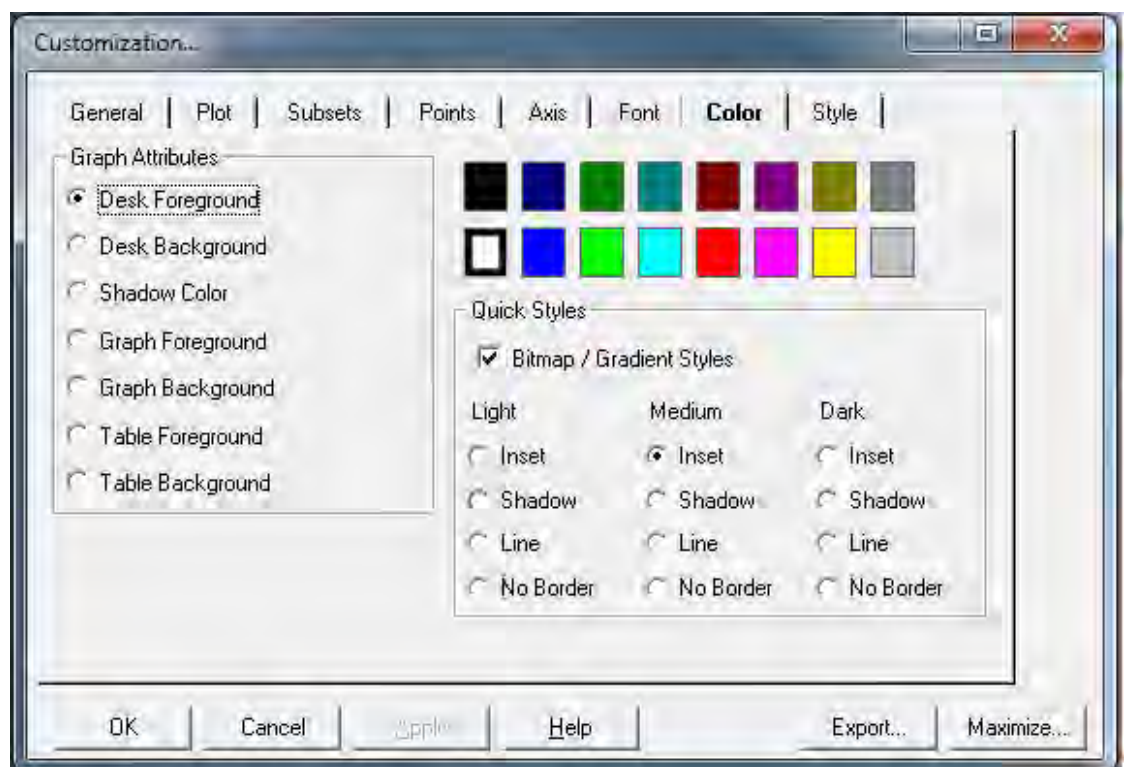 Customization...
General Plot Subsets Points Axis Font Color Style
Graph Attributes
Desk Foreground
Desk Background
Shadow Color
Graph Foreground
Graph Background
Table Foreground
Table Background
Quick Styles
Bitmap / Gradient Styles
Light Medium Dark
Inset Inset Inset
Shadow Shadow Shadow
Line Line Line
No Border No Border No Border
OK Cancel Apply Help Export... Maximize...